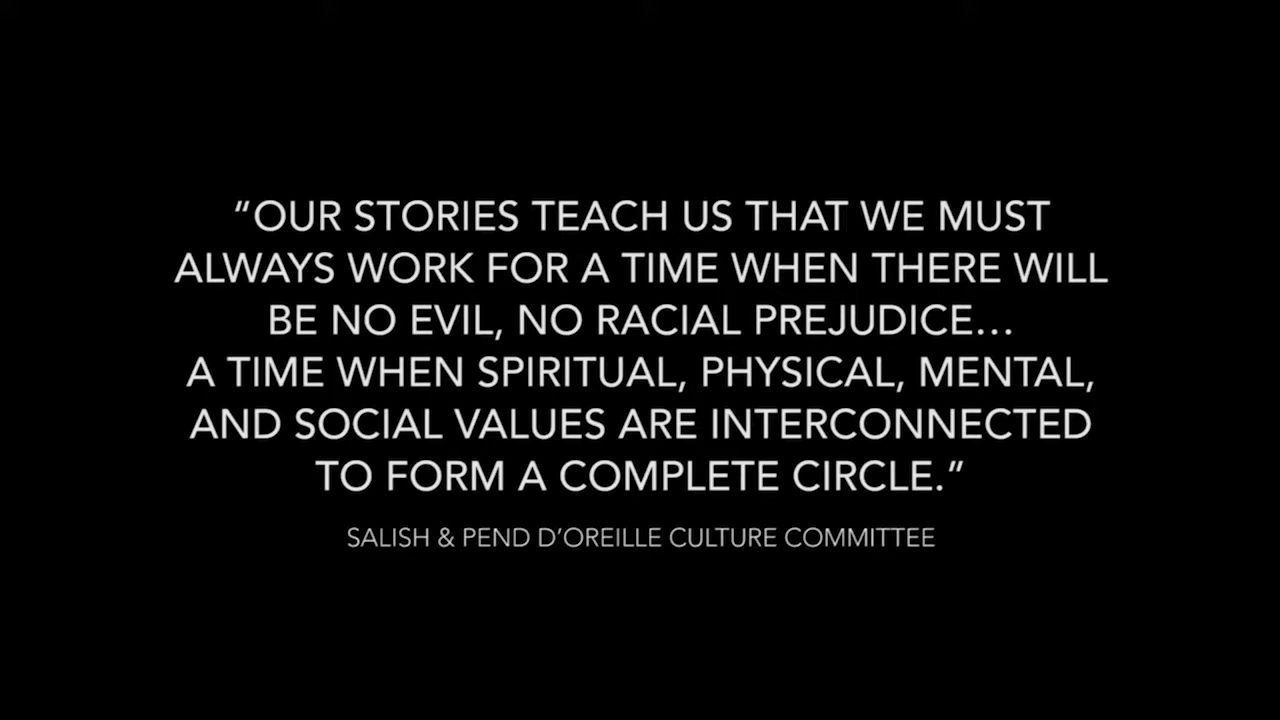 “OUR STORIES TEACH US THAT WE MUST
ALWAYS WORK FOR A TIME WHEN THERE WILL
BE NO EVIL, NO RACIAL PREJUDICE…
A TIME WHEN SPIRITUAL, PHYSICAL, MENTAL,
AND SOCIAL VALUES ARE INTERCONNECTED
TO FORM A COMPLETE CIRCLE.”
SALISH & PEND D’OREILLE CULTURE COMMITTEE